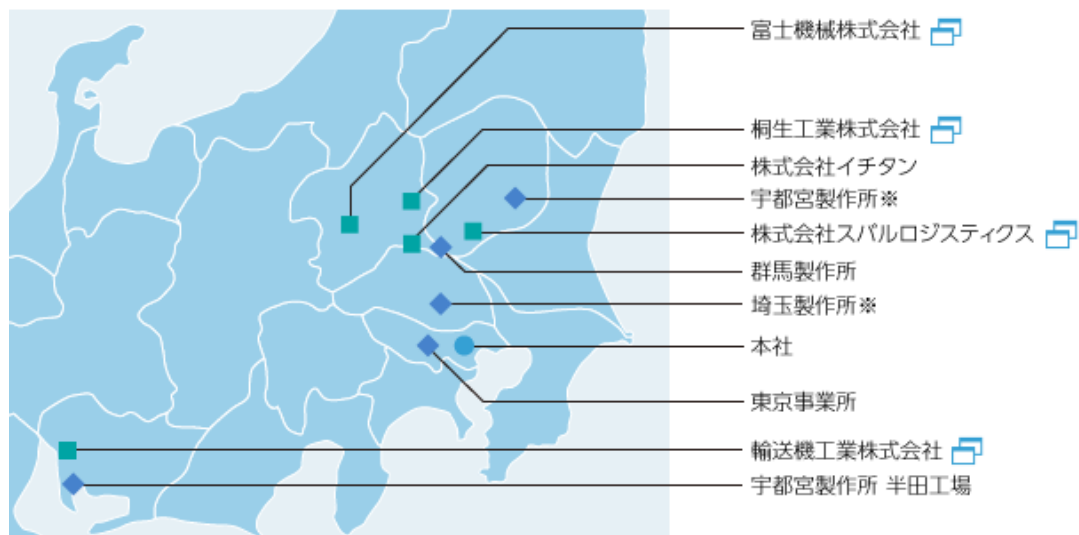 富士機械株式会社
桐生工業株式会社
株式会社イチタン
宇都宮製作所※
株式会社スバルロジスティクス
群馬製作所
埼玉製作所※
本社
東京事業所
輸送機工業株式会社
宇都宮製作所 半田工場